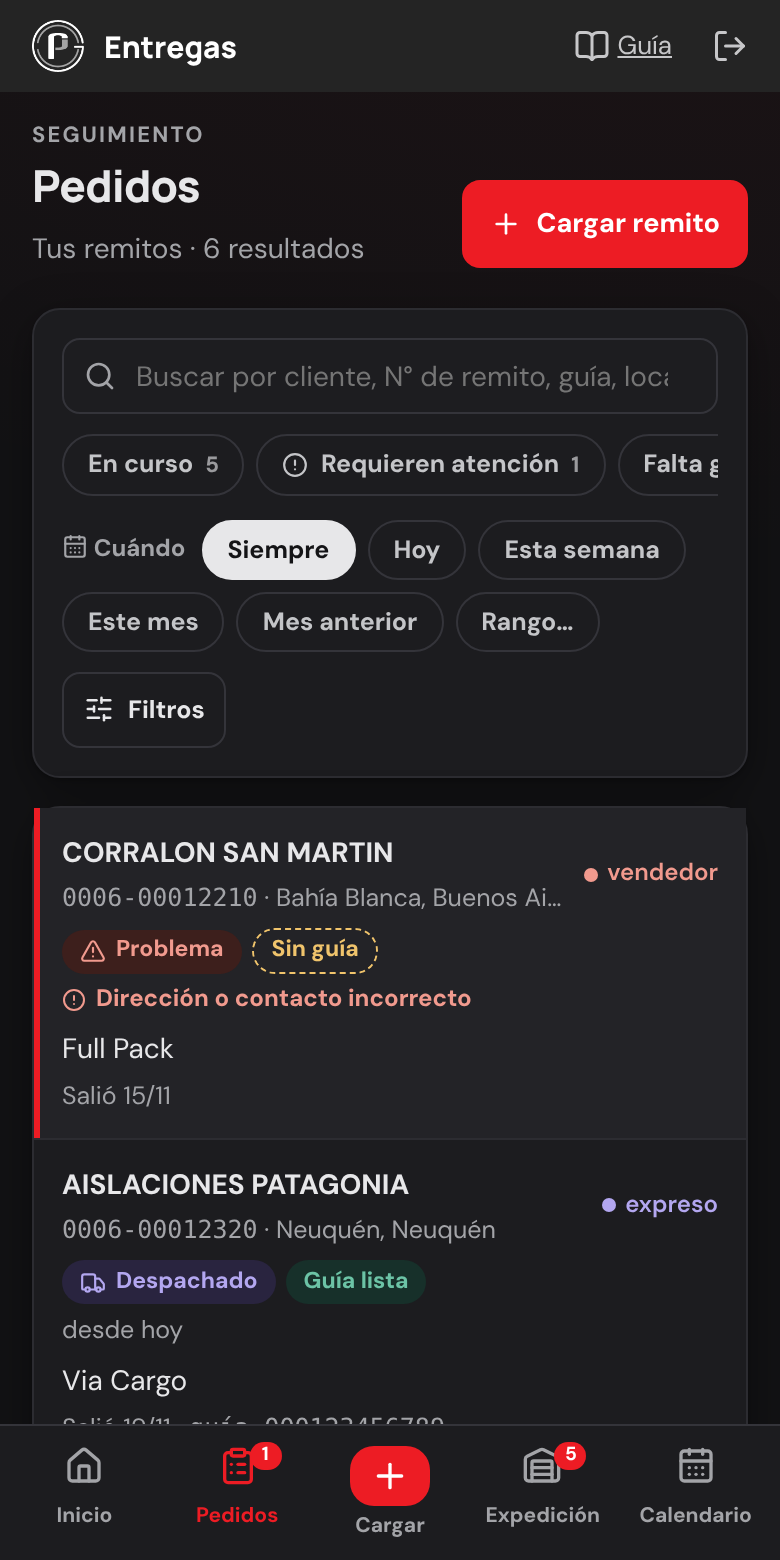 Entregas
Guía
SEGUIMIENTO
Pedidos
Tus remitos · 6 resultados
Cargar remito
Buscar por cliente, N° de remito, guía, loca
En curso 5
Requieren atención 1
Falta g
Cuándo
Siempre
Hoy
Esta semana
Este mes
Mes anterior
Rango...
Filtros
CORRALON SAN MARTIN
vendedor
0006-00012210 · Bahía Blanca, Buenos Ai...
Problema
Sin guía
Dirección o contacto incorrecto
Full Pack
Salió 15/11
AISLACIONES PATAGONIA
expreso
0006-00012320 · Neuquén, Neuquén
Despachado
Guía lista
desde hoy
Via Cargo
Inicio
Pedidos 1
Cargar
Expedición 5
Calendario